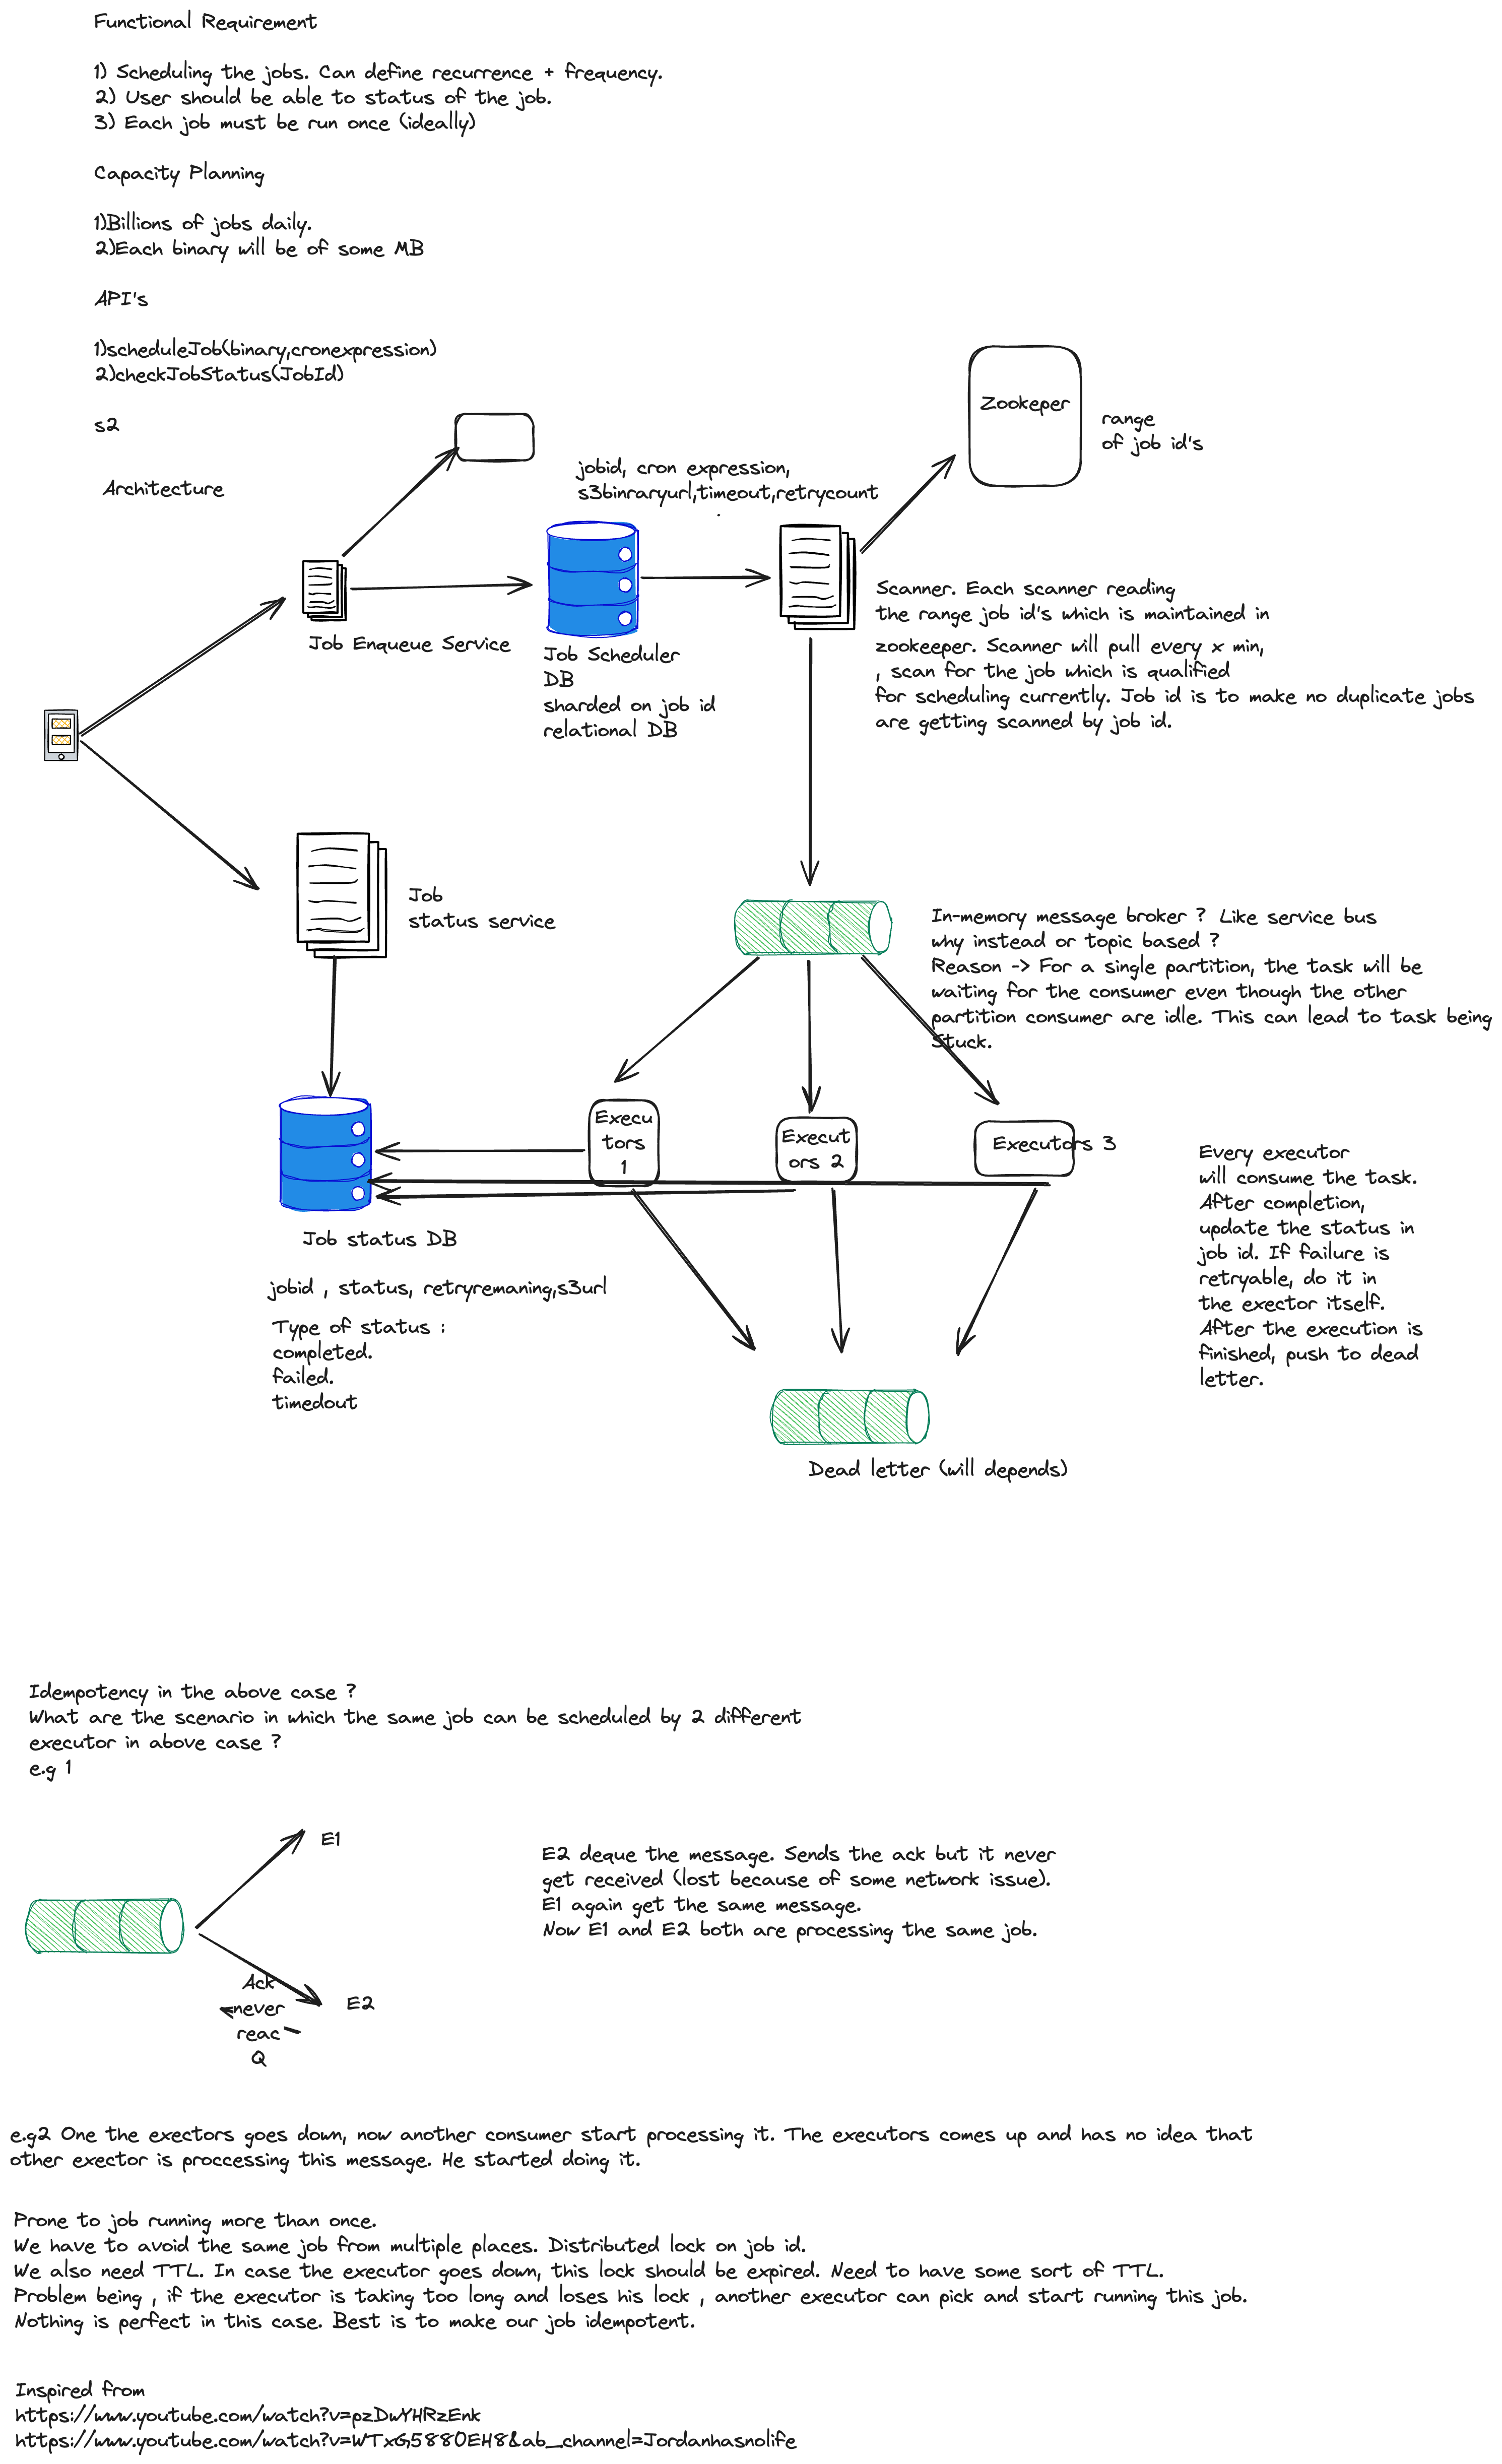 Functional Requirement
1) Scheduling the jobs. Can define recurrence + frequency.
2) User should be able to status of the job.
3) Each job must be run once (ideally)
Capacity Planning
1)Billions of jobs daily.
2)Each binary will be of some MB
API's
1)scheduleJob(binary,cronexpression)
2)checkJobStatus(JobId)
s2
Architecture
Zookeper
range
of job id's
jobid, cron expression,
s3binraryurl,timeout,retrycount
.
Job Enqueue Service
Job Scheduler
DB
sharded on job id
relational DB
Scanner. Each scanner reading
the range job id's which is maintained in
zookeeper. Scanner will pull every x min,
, scan for the job which is qualified
for scheduling currently. Job id is to make no duplicate jobs
are getting scanned by job id.
Job
status service
In-memory message broker ? Like service bus
why instead or topic based ?
Reason -> For a single partition, the task will be
waiting for the consumer even though the other
partition consumer are idle. This can lead to task being
Stuck.
Execu
tors
1
Execut
ors 2
Executors 3
Every executor
will consume the task.
After completion,
update the status in
job id. If failure is
retryable, do it in
the exector itself.
After the execution is
finished, push to dead
letter.
Job status DB
jobid , status, retryremaning,s3url
Type of status :
completed.
failed.
timedout
Dead letter (will depends)
Idempotency in the above case ?
What are the scenario in which the same job can be scheduled by 2 different
executor in above case ?
e.g 1
E1
E2 deque the message. Sends the ack but it never
get received (lost because of some network issue).
E1 again get the same message.
Now E1 and E2 both are processing the same job.
Ack
never
reac
Q
E2
e.g2 One the exectors goes down, now another consumer start processing it. The executors comes up and has no idea that
other exector is proccessing this message. He started doing it.
Prone to job running more than once.
We have to avoid the same job from multiple places. Distributed lock on job id.
We also need TTL. In case the executor goes down, this lock should be expired. Need to have some sort of TTL.
Problem being , if the executor is taking too long and loses his lock , another executor can pick and start running this job.
Nothing is perfect in this case. Best is to make our job idempotent.
Inspired from
https://www.youtube.com/watch?v=pzDwYHRzEnk
https://www.youtube.com/watch?v=WTxG5880EH8&ab_channel=Jordanhasnolife